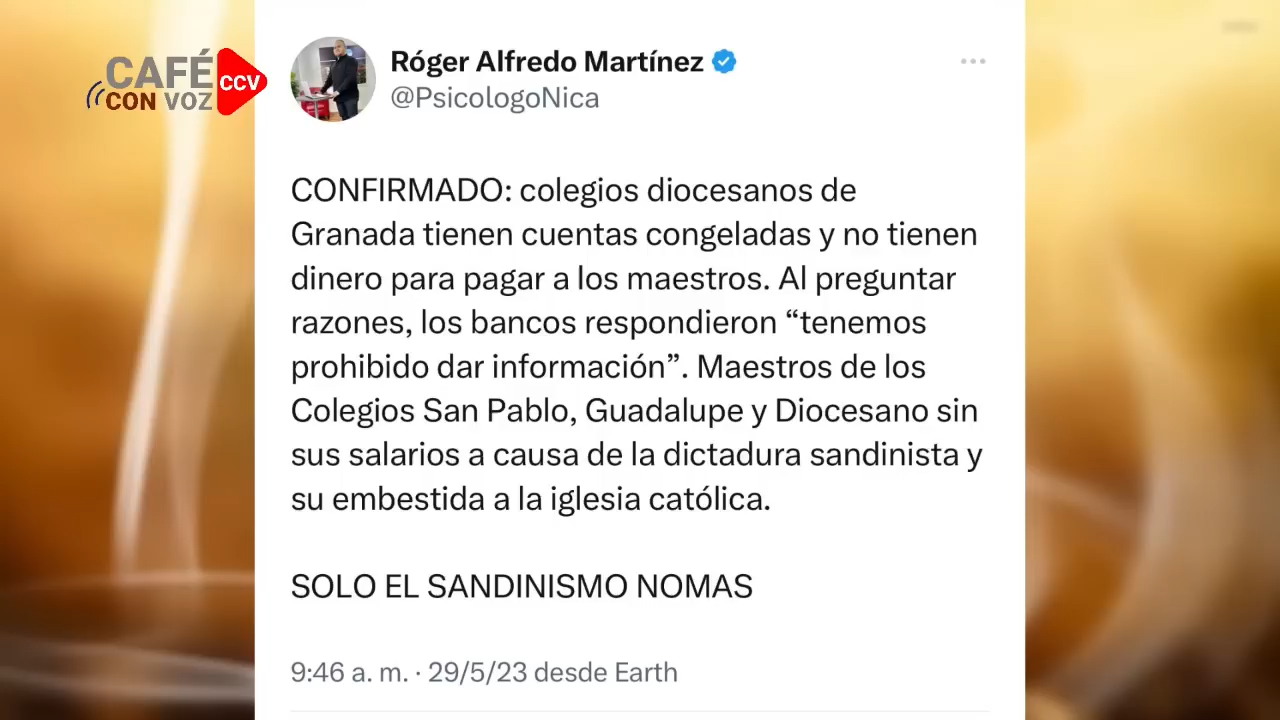 CAFÉ
CON VOZ
CCV
Róger Alfredo Martínez
@PsicologoNica
CONFIRMADO: colegios diocesanos de
Granada tienen cuentas congeladas y no tienen
dinero para pagar a los maestros. Al preguntar
razones, los bancos respondieron “tenemos
prohibido dar información”. Maestros de los
Colegios San Pablo, Guadalupe y Diocesano sin
sus salarios a causa de la dictadura sandinista y
su embestida a la iglesia católica.
SOLO EL SANDINISMO NOMAS
9:46 a. m. · 29/5/23 desde Earth